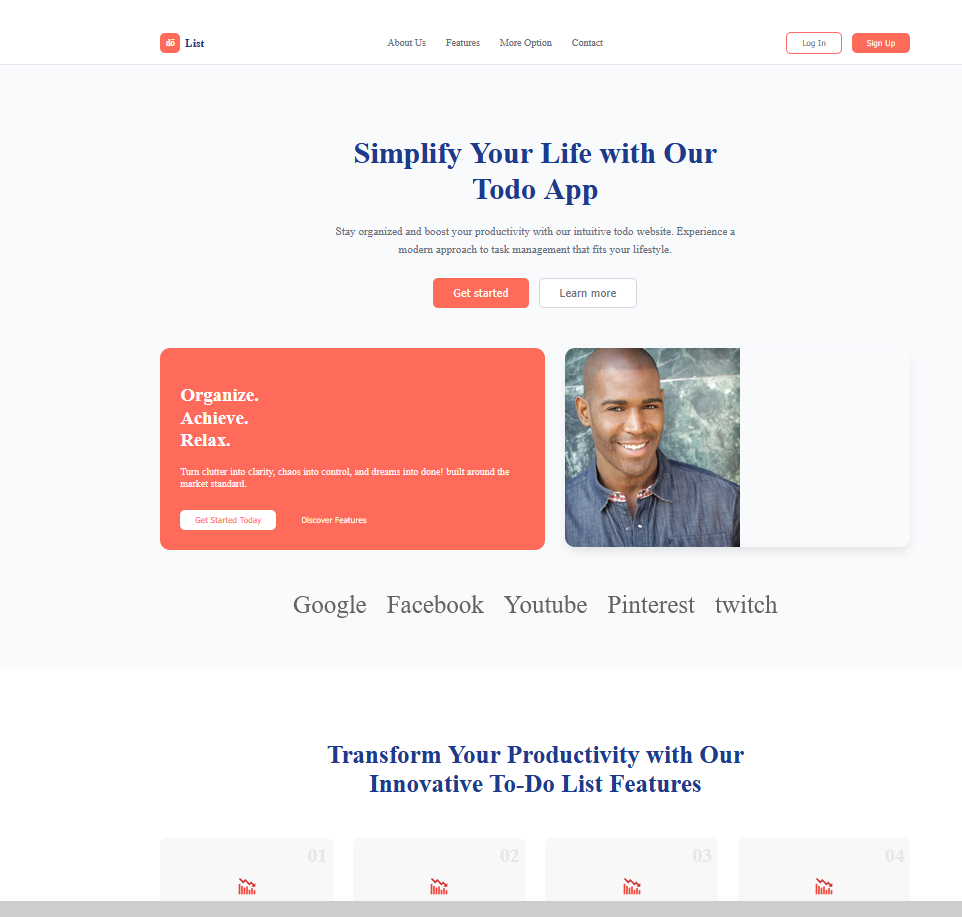 dō List
About Us Features More Option Contact
Log In Sign Up
Simplify Your Life with Our
Todo App
Stay organized and boost your productivity with our intuitive todo website. Experience a
modern approach to task management that fits your lifestyle.
Get started Learn more
Organize.
Achieve.
Relax.
Turn clutter into clarity, chaos into control, and dreams into done! built around the
market standard.
Get Started Today Discover Features
Google Facebook Youtube Pinterest twitch
Transform Your Productivity with Our
Innovative To-Do List Features
01 02 03 04